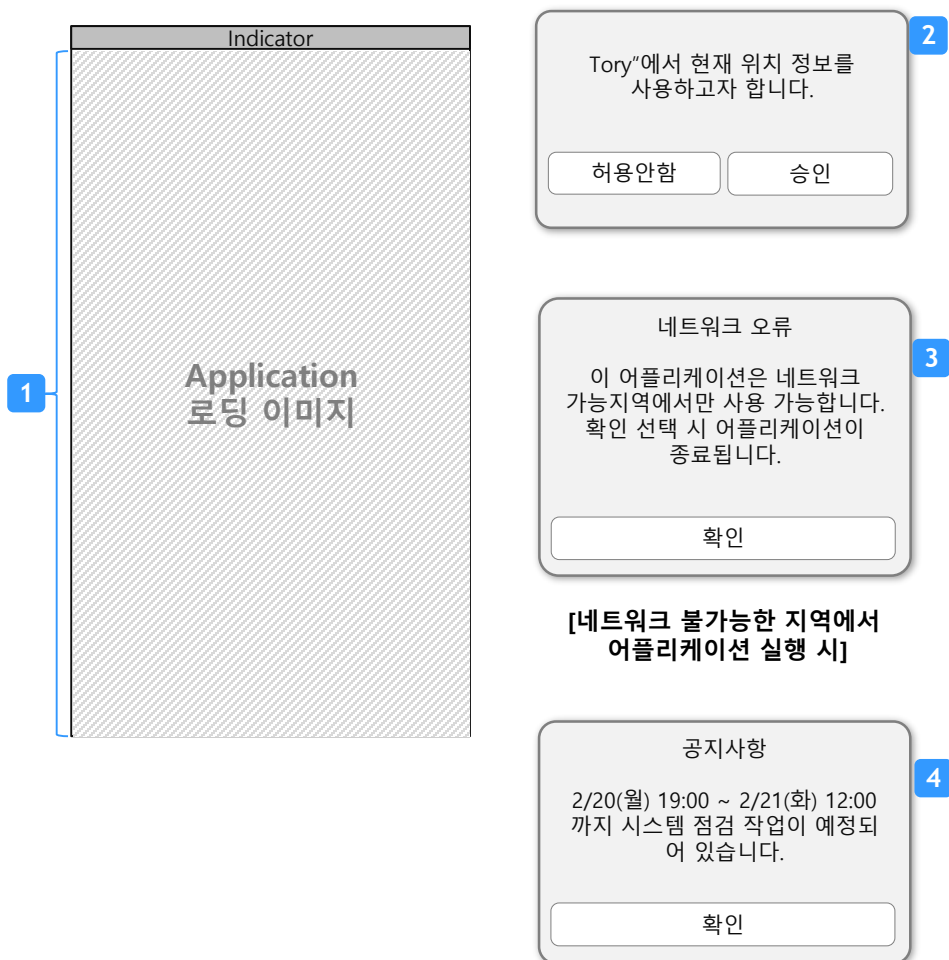 Indicator
1
Application
로딩 이미지
2
Tory"에서 현재 위치 정보를
사용하고자 합니다.
허용안함
승인
3
네트워크 오류
이 어플리케이션은 네트워크
가능지역에서만 사용 가능합니다.
확인 선택 시 어플리케이션이
종료됩니다.
확인
[네트워크 불가능한 지역에서
어플리케이션 실행 시]
4
공지사항
2/20(월) 19:00 ~ 2/21(화) 12:00
까지 시스템 점검 작업이 예정되
어 있습니다.
확인